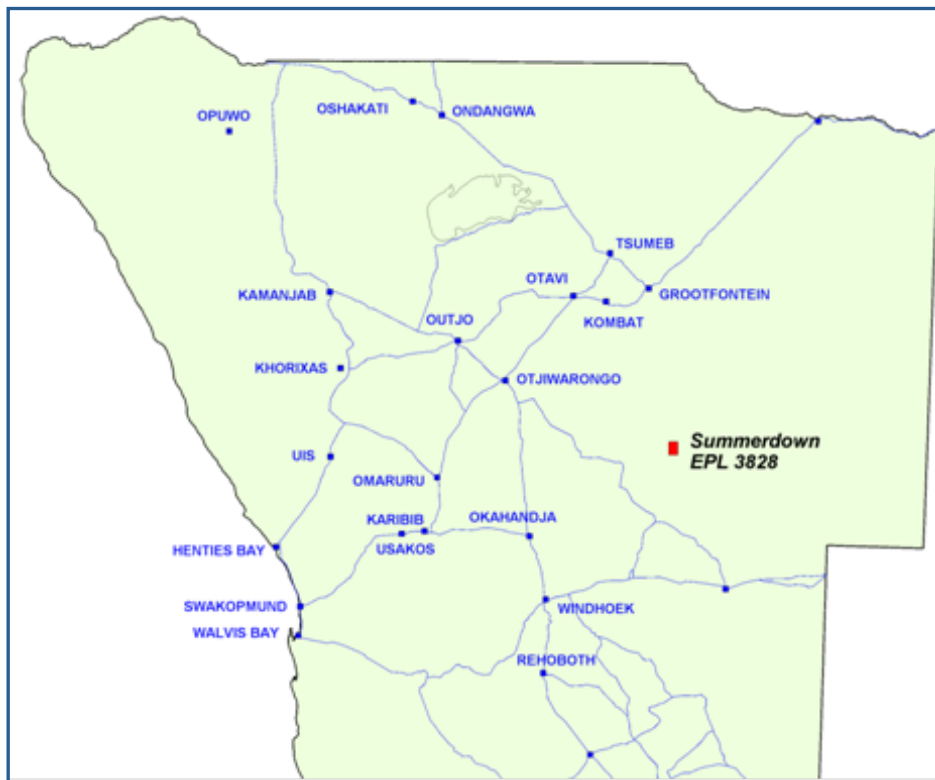 OSHAKATI
ONDANGWA
OPUWO
TSUMEB
OTAVI
GROOTFONTEIN
KAMANJAB
KOMBAT
OUTJO
KHORIXAS
OTJIWARONGO
Summerdown
EPL 3828
UIS
OMARURU
KARIBIB
OKAHANDJA
USAKOS
HENTIES BAY
SWAKOPMUND
WINDHOEK
WALVIS BAY
REHOBOTH